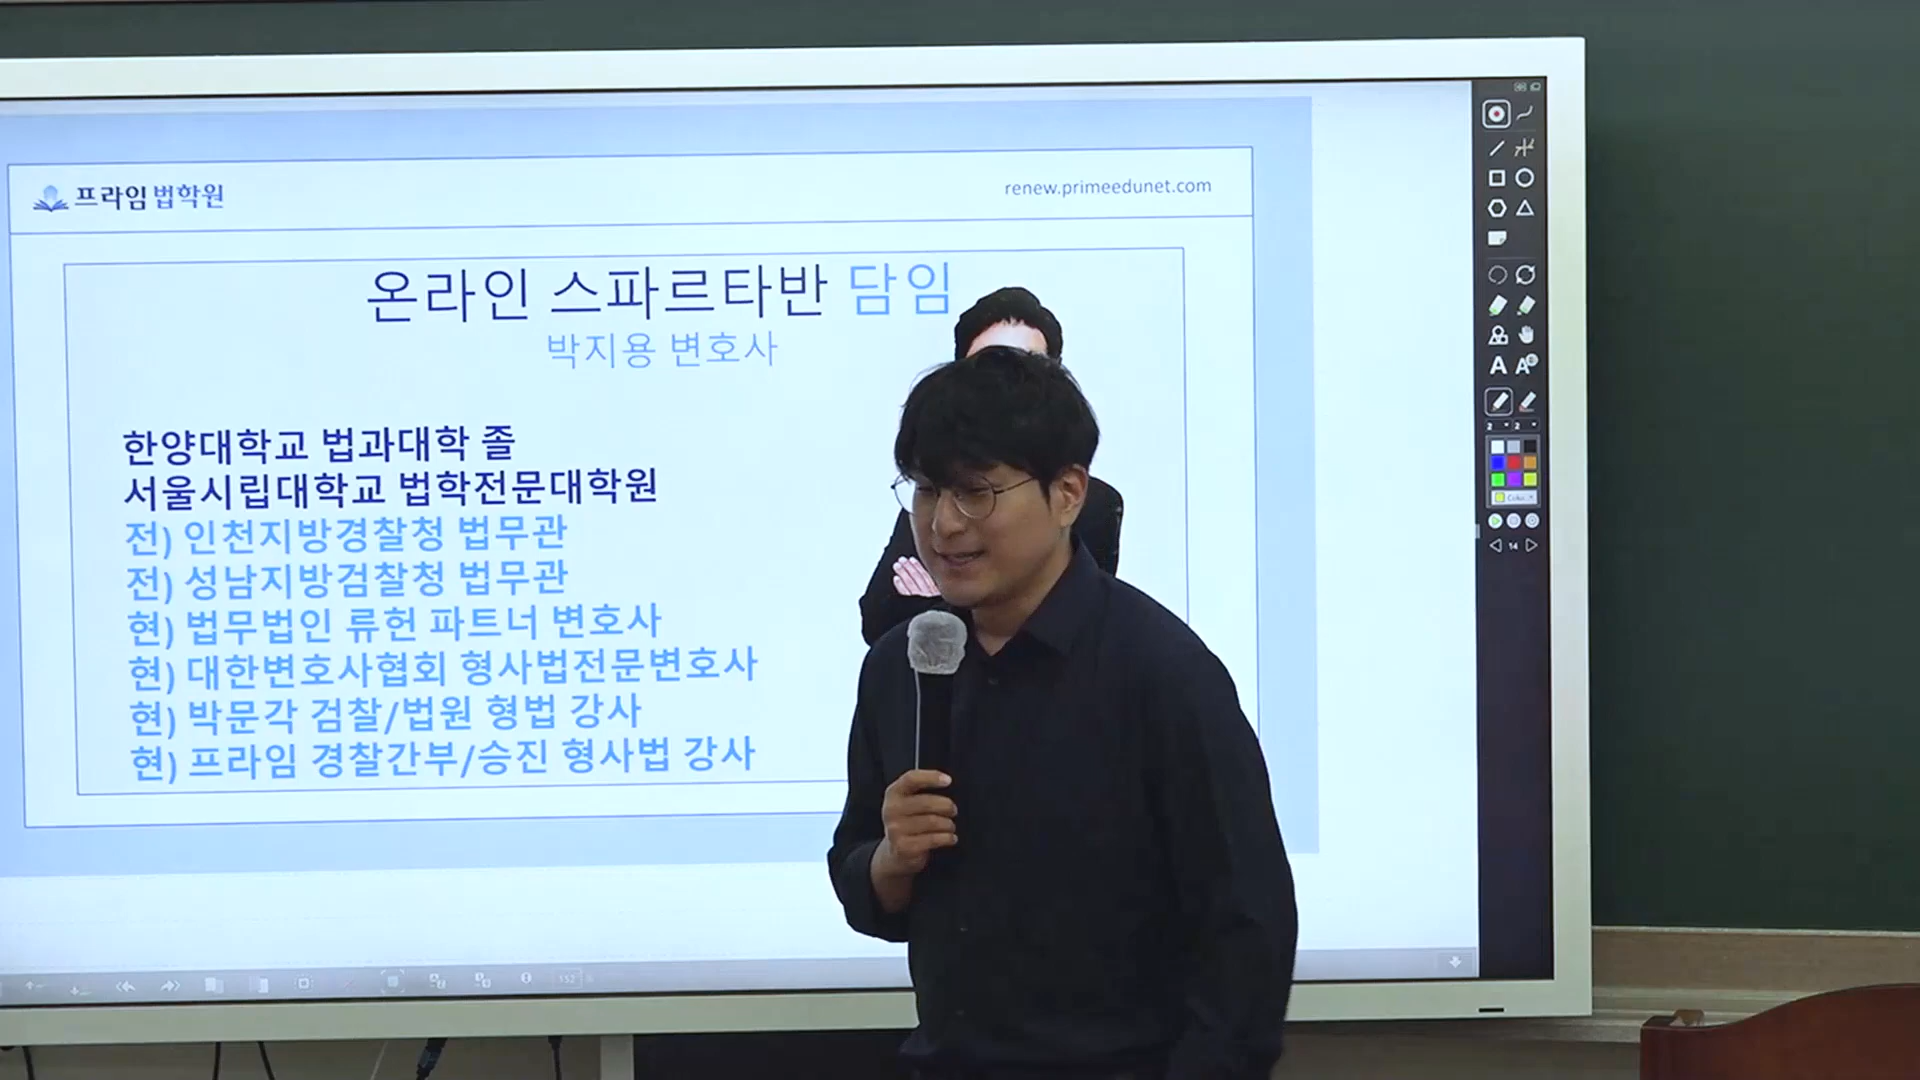 프라임법학원
renew.primeedunet.com
온라인 스파르타반 담임
박지용 변호사
한양대학교 법과대학 졸
서울시립대학교 법학전문대학원
전) 인천지방경찰청 법무관
전) 성남지방검찰청 법무관
현) 법무법인 류헌 파트너 변호사
현) 대한변호사협회 형사법전문변호사
현) 박문각 검찰/법원 형법 강사
현) 프라임 경찰간부/승진 형사법 강사
A A
2 2
Color
14
152